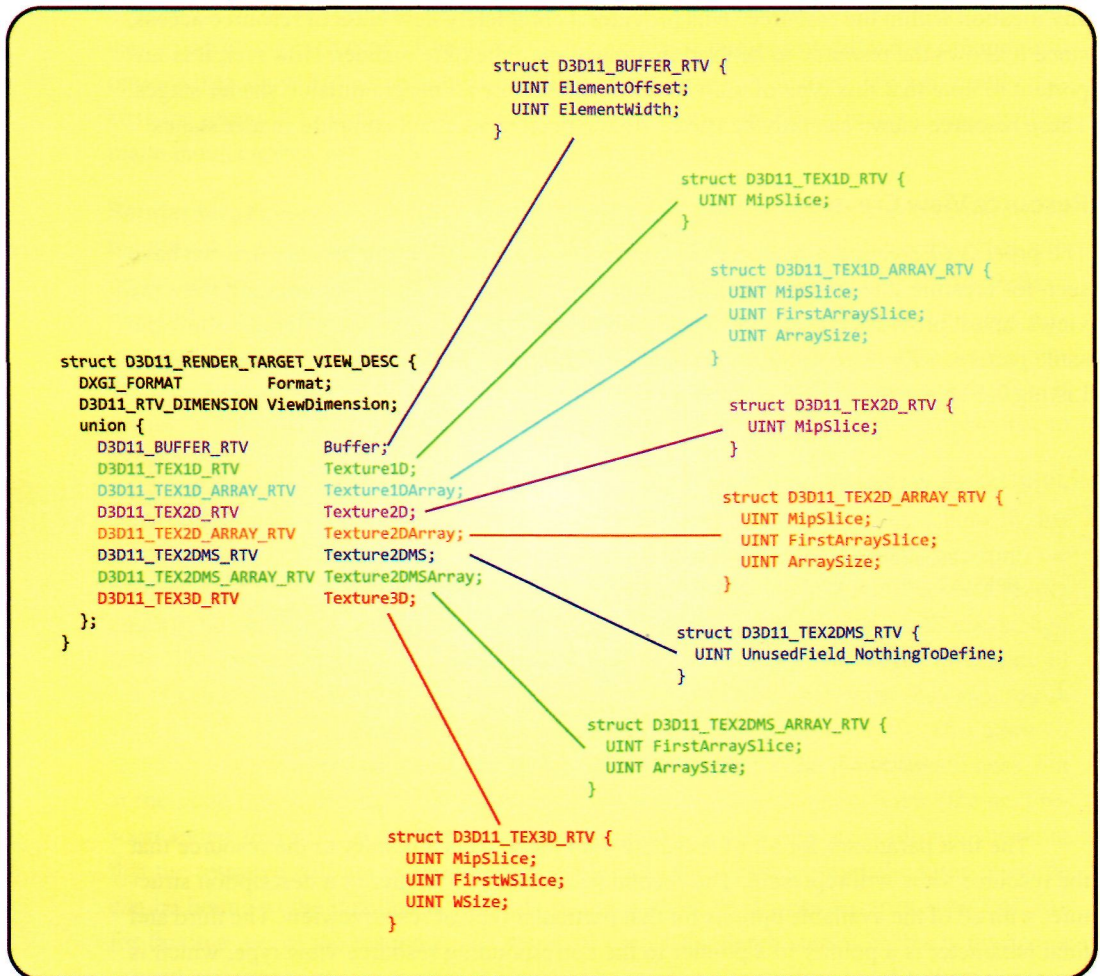 struct D3D11_BUFFER_RTV {
UINT ElementOffset;
UINT ElementWidth;
}
struct D3D11_TEX1D_RTV {
UINT MipSlice;
}
struct D3D11_TEX1D_ARRAY_RTV {
UINT MipSlice;
UINT FirstArraySlice;
UINT ArraySize;
}
struct D3D11_RENDER_TARGET_VIEW_DESC {
DXGI_FORMAT Format;
D3D11_RTV_DIMENSION ViewDimension;
union {
D3D11_BUFFER_RTV Buffer;
D3D11_TEX1D_RTV Texture1D;
D3D11_TEX1D_ARRAY_RTV Texture1DArray;
D3D11_TEX2D_RTV Texture2D;
D3D11_TEX2D_ARRAY_RTV Texture2DArray;
D3D11_TEX2DMS_RTV Texture2DMS;
D3D11_TEX2DMS_ARRAY_RTV Texture2DMSArray;
D3D11_TEX3D_RTV Texture3D;
};
}
struct D3D11_TEX2D_RTV {
UINT MipSlice;
}
struct D3D11_TEX2D_ARRAY_RTV {
UINT MipSlice;
UINT FirstArraySlice;
UINT ArraySize;
}
struct D3D11_TEX2DMS_RTV {
UINT UnusedField_NothingToDefine;
}
struct D3D11_TEX2DMS_ARRAY_RTV {
UINT FirstArraySlice;
UINT ArraySize;
}
struct D3D11_TEX3D_RTV {
UINT MipSlice;
UINT FirstWSlice;
UINT WSize;
}